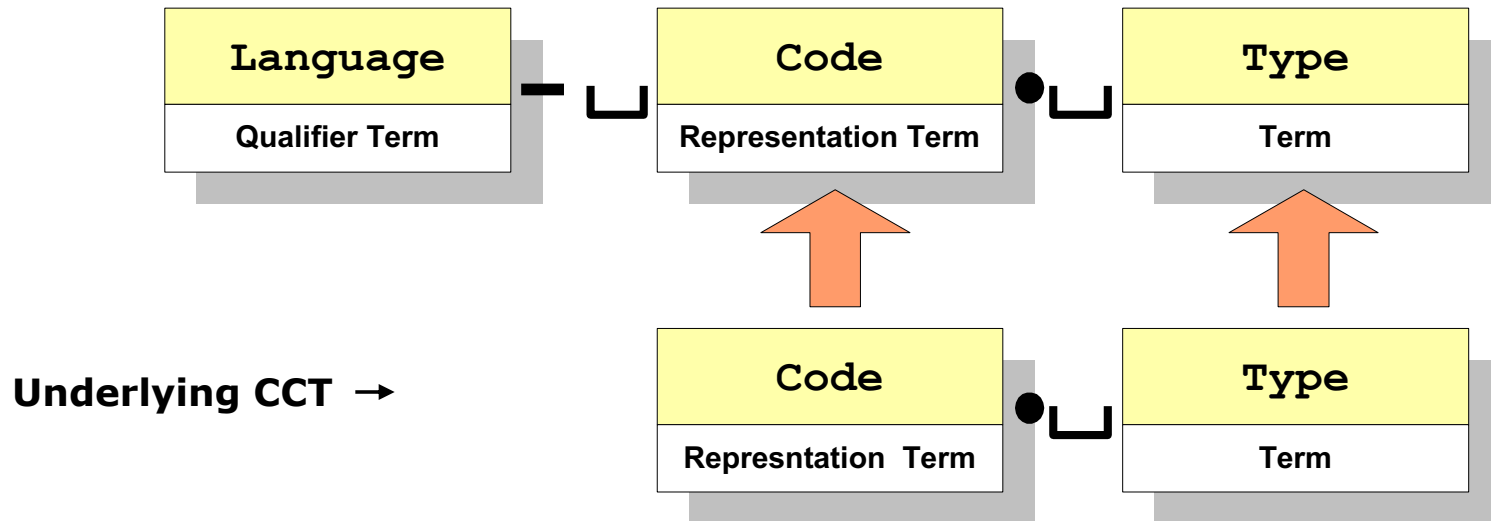 Language - ␣ Code •␣ Type
Qualifier Term Representation Term Term
Underlying CCT → Code •␣ Type
Represntation Term Term